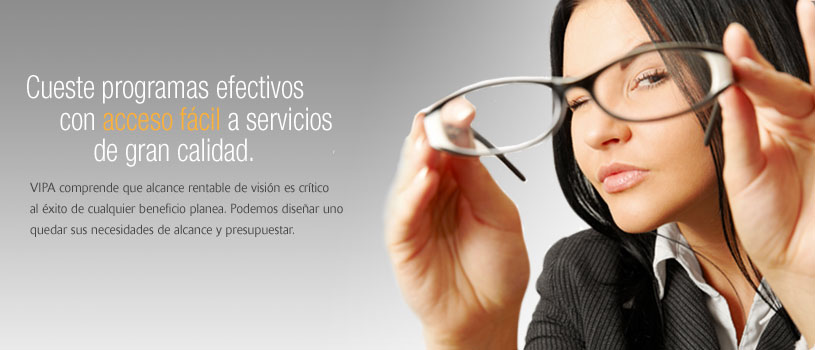 Cueste programas efectivos
con acceso fácil a servicios
de gran calidad.
VIPA comprende que alcance rentable de visión es crítico
al éxito de cualquier beneficio planea. Podemos diseñar uno
quedar sus necesidades de alcance y presupuestar.